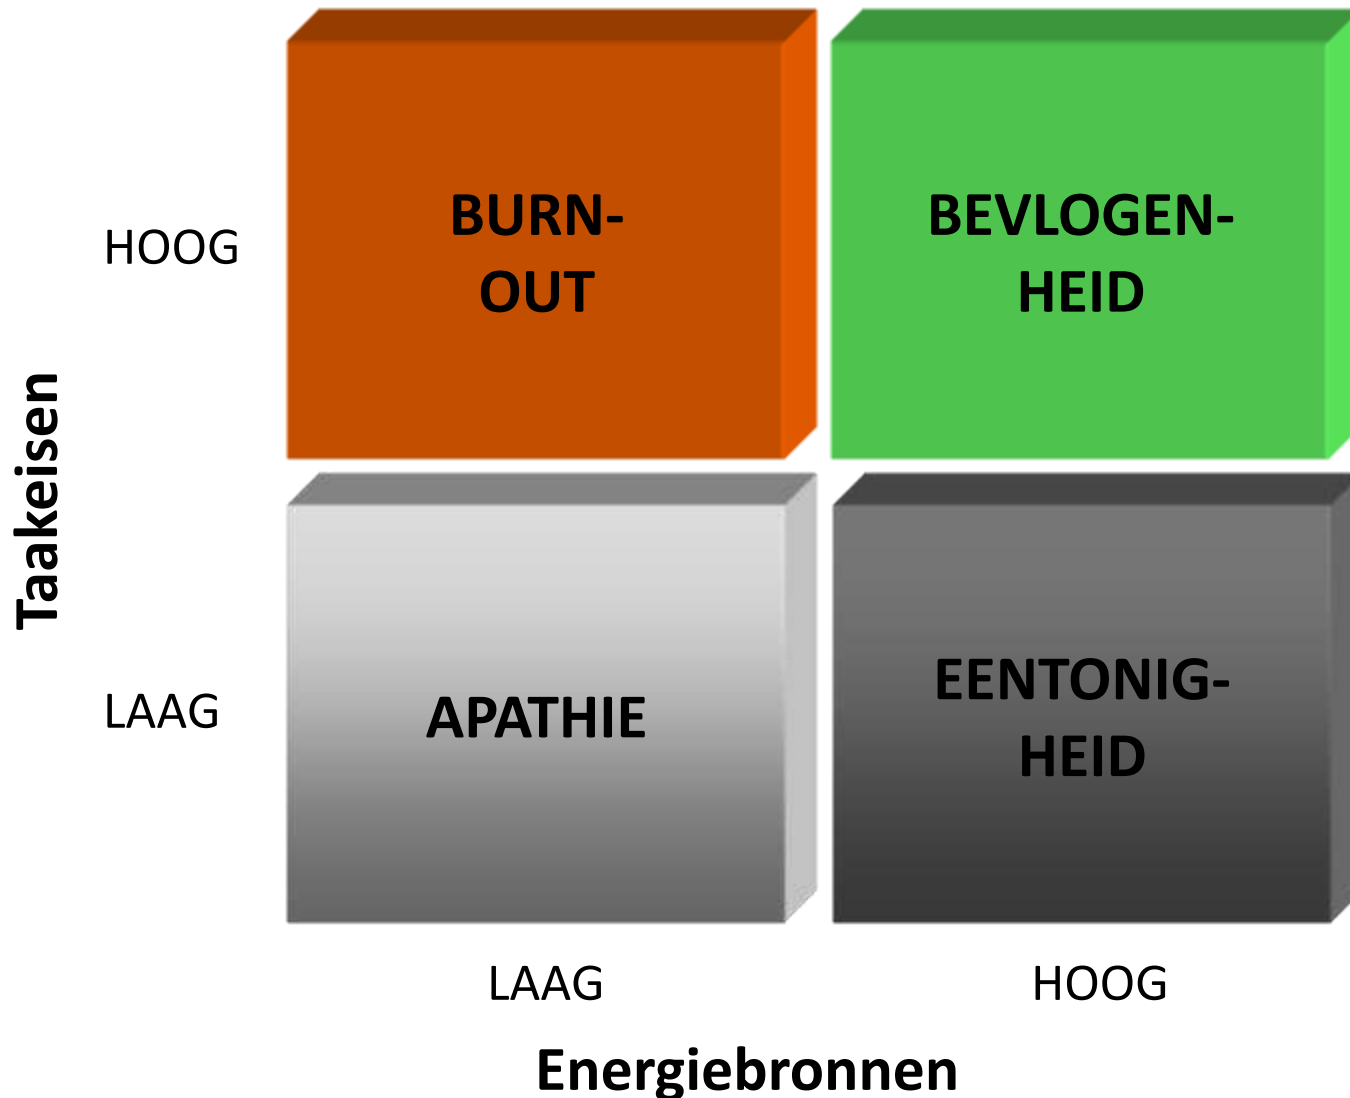 BURN-
OUT
BEVLOGEN-
HEID
HOOG
Taakeisen
LAAG
APATHIE
EENTONIG-
HEID
LAAG
HOOG
Energiebronnen